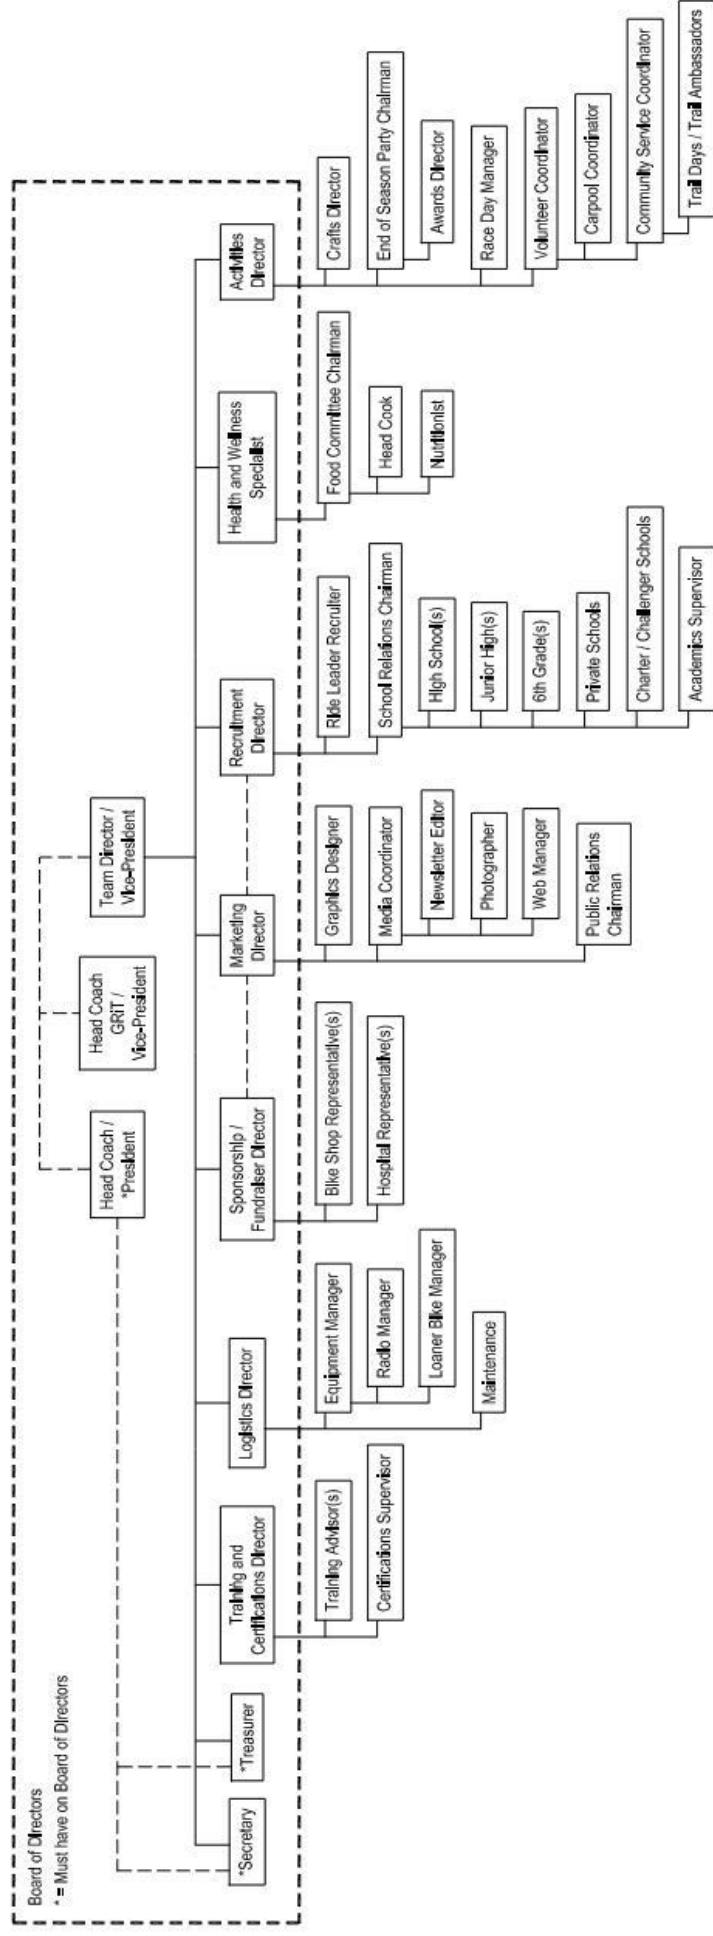 Board of Directors
* = Must have on Board of Directors
Head Coach /
*President
Head Coach
GRiT /
Vice-President
Team Director /
Vice-President
*Secretary
*Treasurer
Training and
Certifications Director
Training Advisor(s)
Certifications Supervisor
Logistics Director
Equipment Manager
Radio Manager
Loaner Bike Manager
Maintenance
Sponsorship /
Fundraiser Director
Bike Shop Representative(s)
Hospital Representative(s)
Marketing
Director
Graphics Designer
Media Coordinator
Newsletter Editor
Photographer
Web Manager
Public Relations
Chairman
Recruitment
Director
Ride Leader Recruiter
School Relations Chairman
High School(s)
Junior High(s)
6th Grade(s)
Private Schools
Charter / Challenger Schools
Academics Supervisor
Health and Wellness
Specialist
Food Committee Chairman
Head Cook
Nutritionist
Activities
Director
Crafts Director
End of Season Party Chairman
Awards Director
Race Day Manager
Volunteer Coordinator
Carpool Coordinator
Community Service Coordinator
Trail Days / Trail Ambassadors